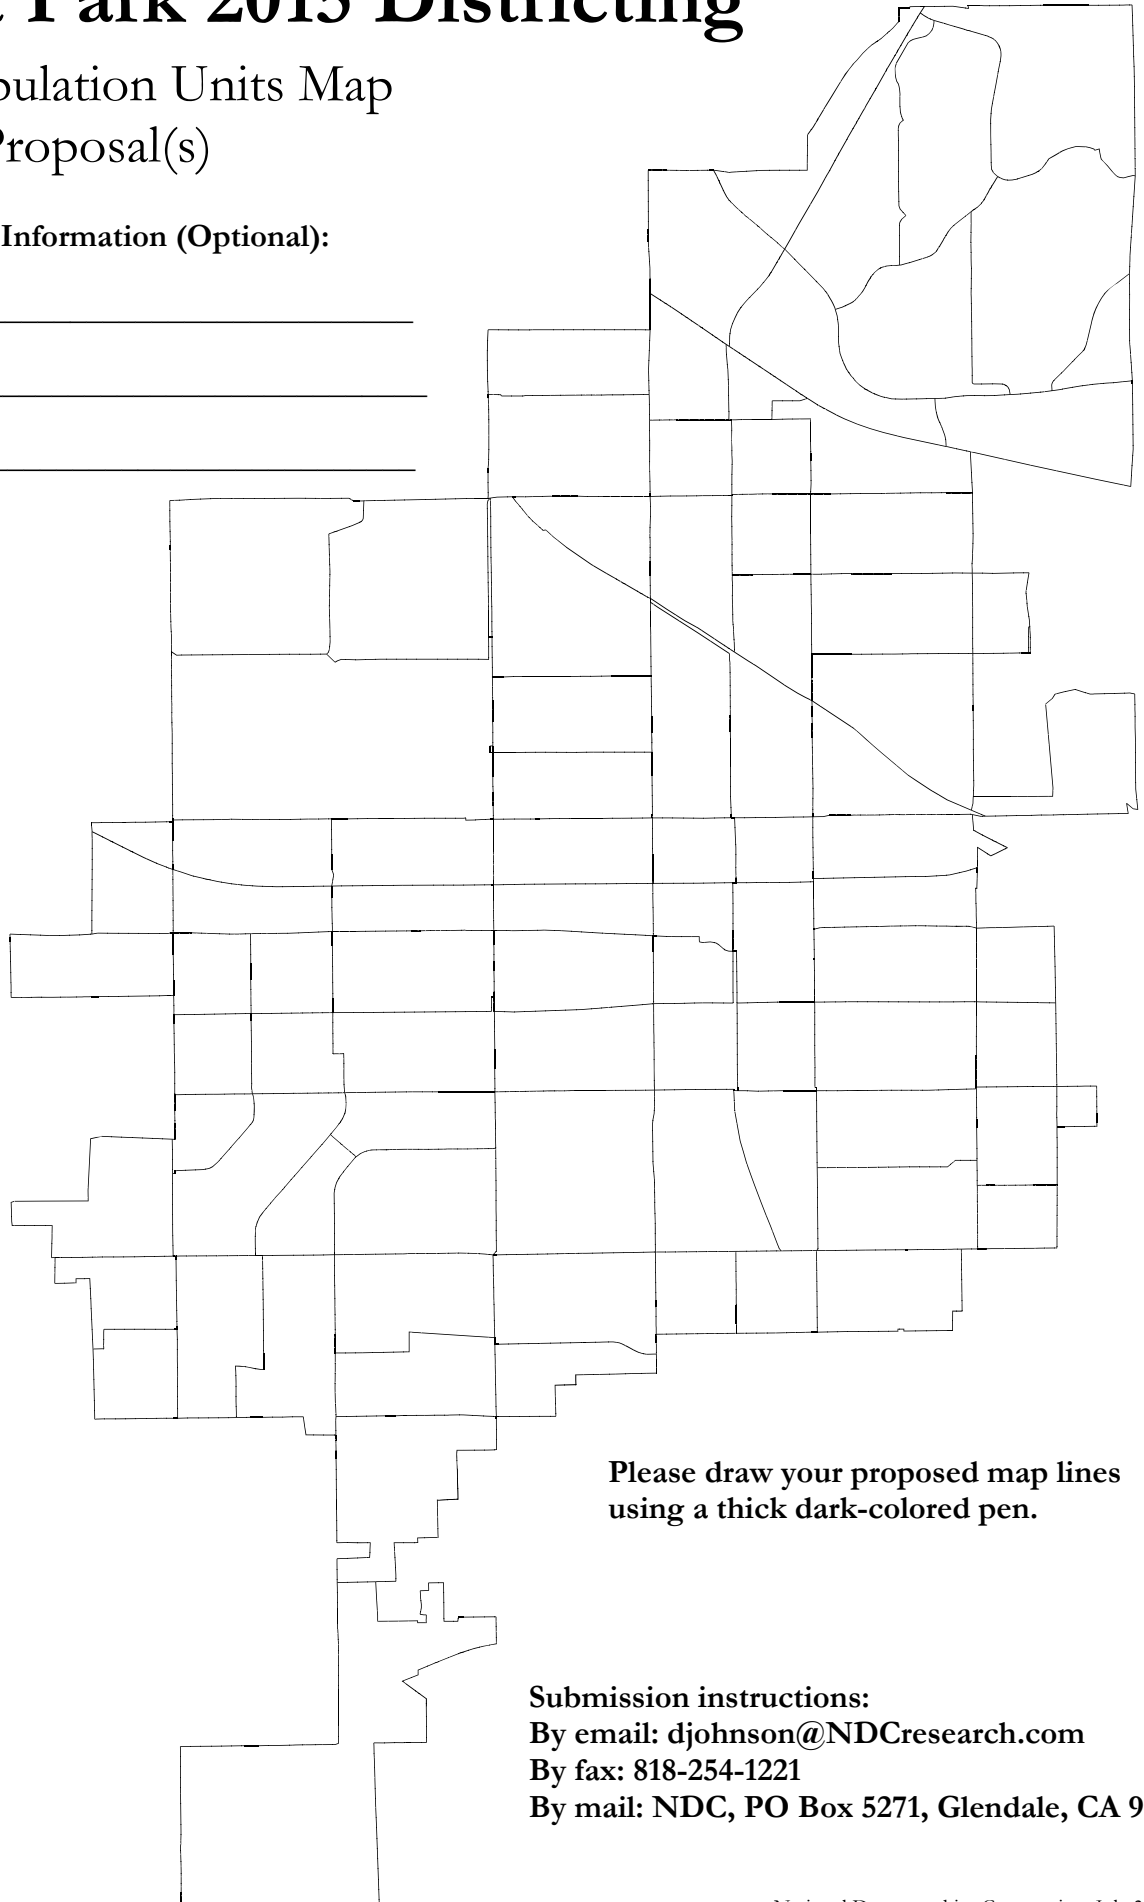 Park 2015 Districting
pulation Units Map
Proposal(s)
Information (Optional):
Please draw your proposed map lines
using a thick dark-colored pen.
Submission instructions:
By email: djohnson@NDCresearch.com
By fax: 818-254-1221
By mail: NDC, PO Box 5271, Glendale, CA 9